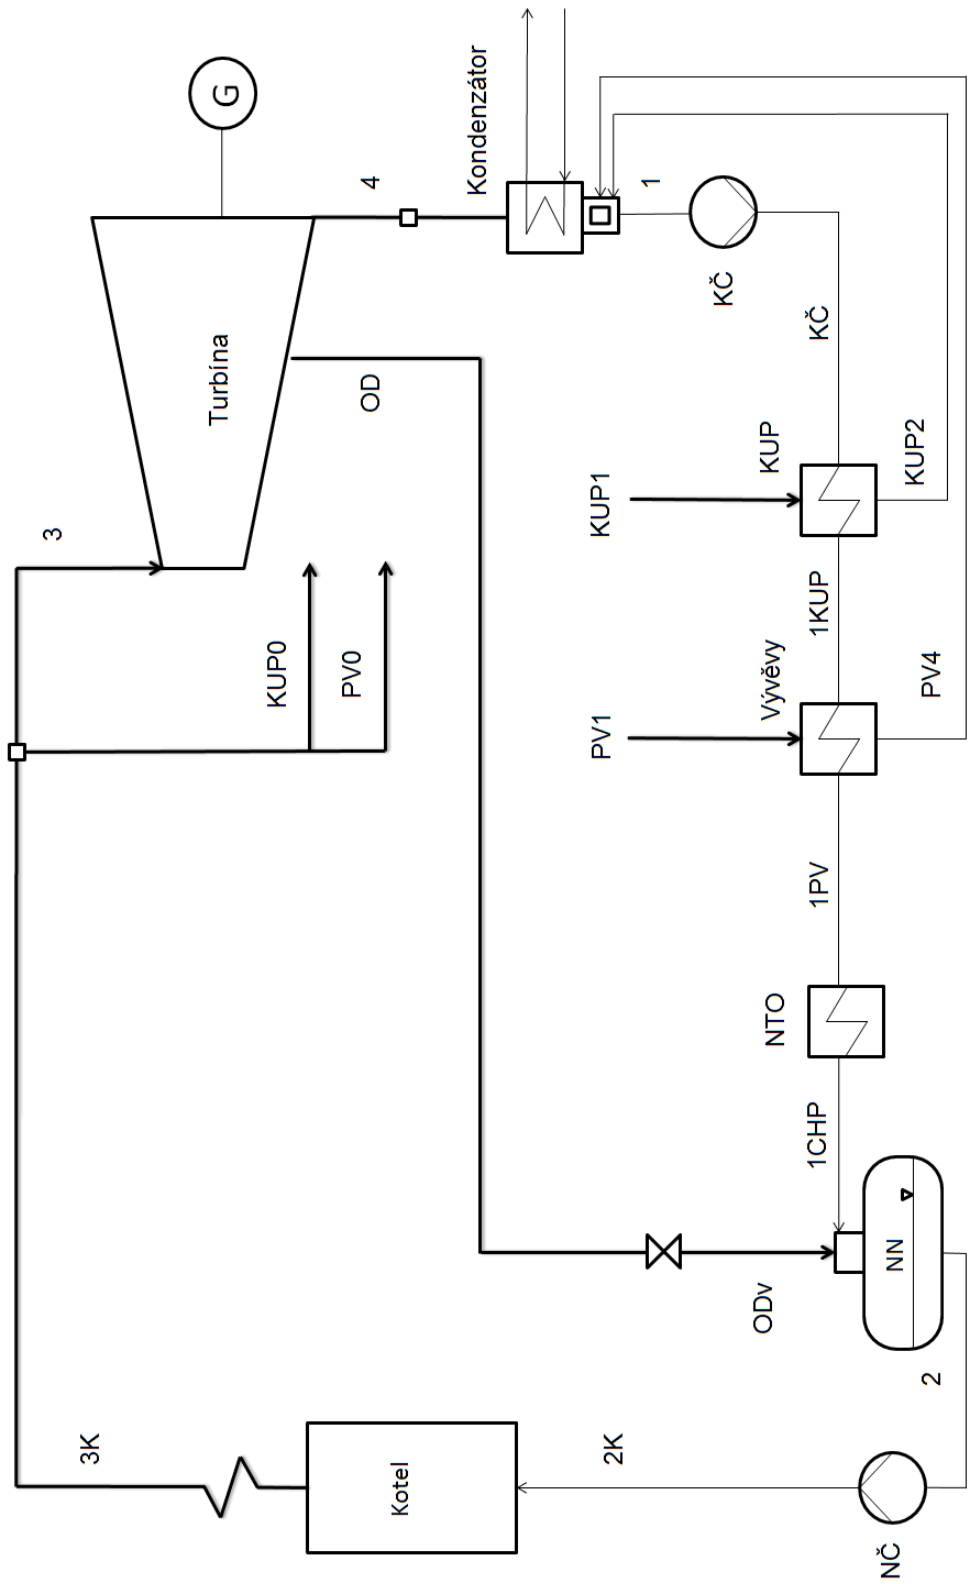 3
3K
Turbína
G
KUP0
PV0
OD
4
Kotel
Kondenzátor
2K
PV1
KUP1
1
KČ
ODv
NTO
Vývěvy
KUP
1CHP
1PV
1KUP
KČ
NČ
NN
2
PV4
KUP2